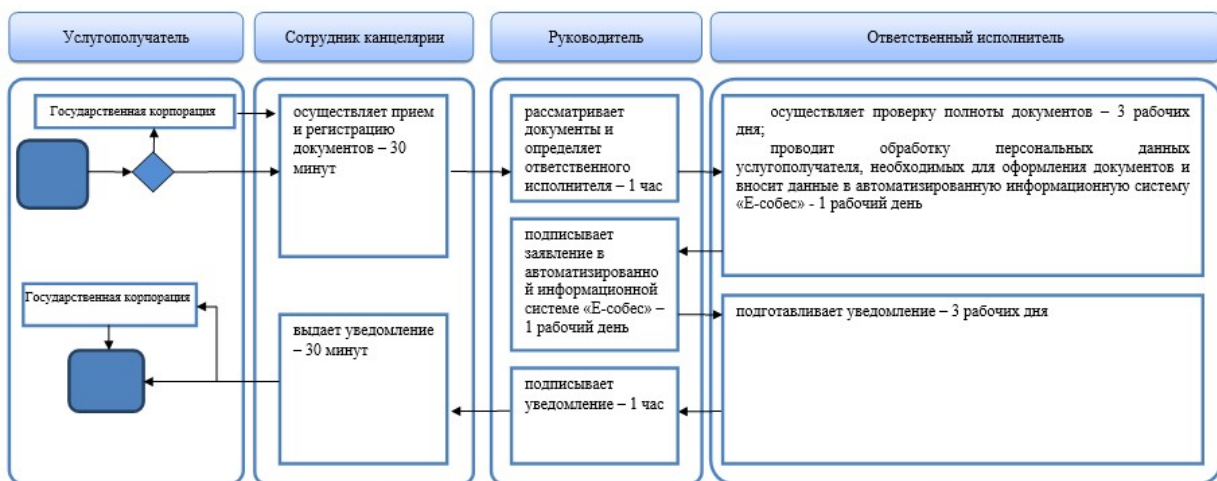 Услугополучатель
Сотрудник канцелярии
Руководитель
Ответственный исполнитель
Государственная корпорация
осуществляет прием
и регистрацию
документов – 30
минут
рассматривает
документы и
определяет
ответственного
исполнителя – 1 час
осуществляет проверку полноты документов – 3 рабочих
дня;
проводит обработку персональных данных
услугополучателя, необходимых для оформления документов и
вносит данные в автоматизированную информационную систему
«Е-собес» - 1 рабочий день
подписывает
заявление в
автоматизированно
й информационной
системе «Е-собес» –
1 рабочий день
Государственная корпорация
выдает уведомление
– 30 минут
подготавливает уведомление – 3 рабочих дня
подписывает
уведомление – 1 час